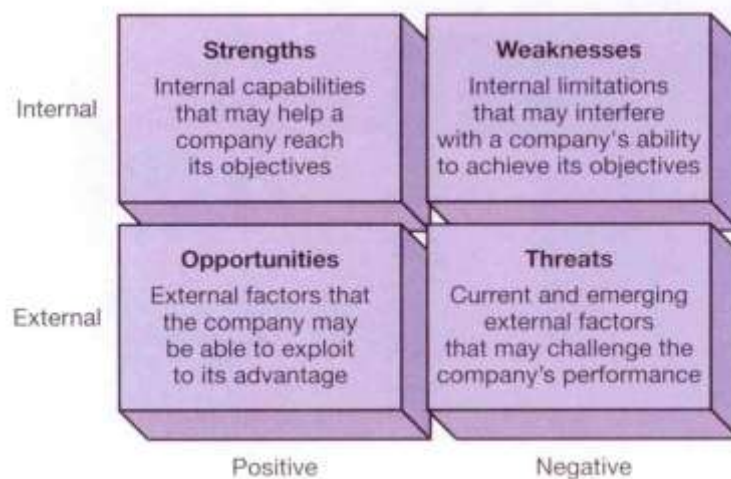 Strengths
Internal capabilities
that may help a
company reach
its objectives
Weaknesses
Internal limitations
that may interfere
with a company's ability
to achieve its objectives
Internal
Opportunities
External factors that
the company may
be able to exploit
to its advantage
Threats
Current and emerging
external factors
that may challenge the
company's performance
External
Positive
Negative